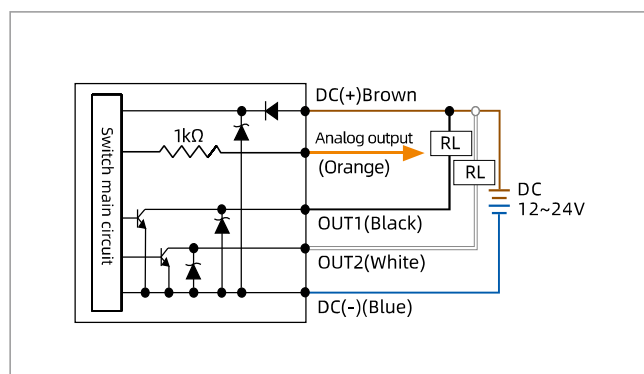 DC(+)Brown
1kΩ
Analog output
(Orange)
RL
RL
Switch main circuit
DC
12~24V
OUT1(Black)
OUT2(White)
DC(-)(Blue)